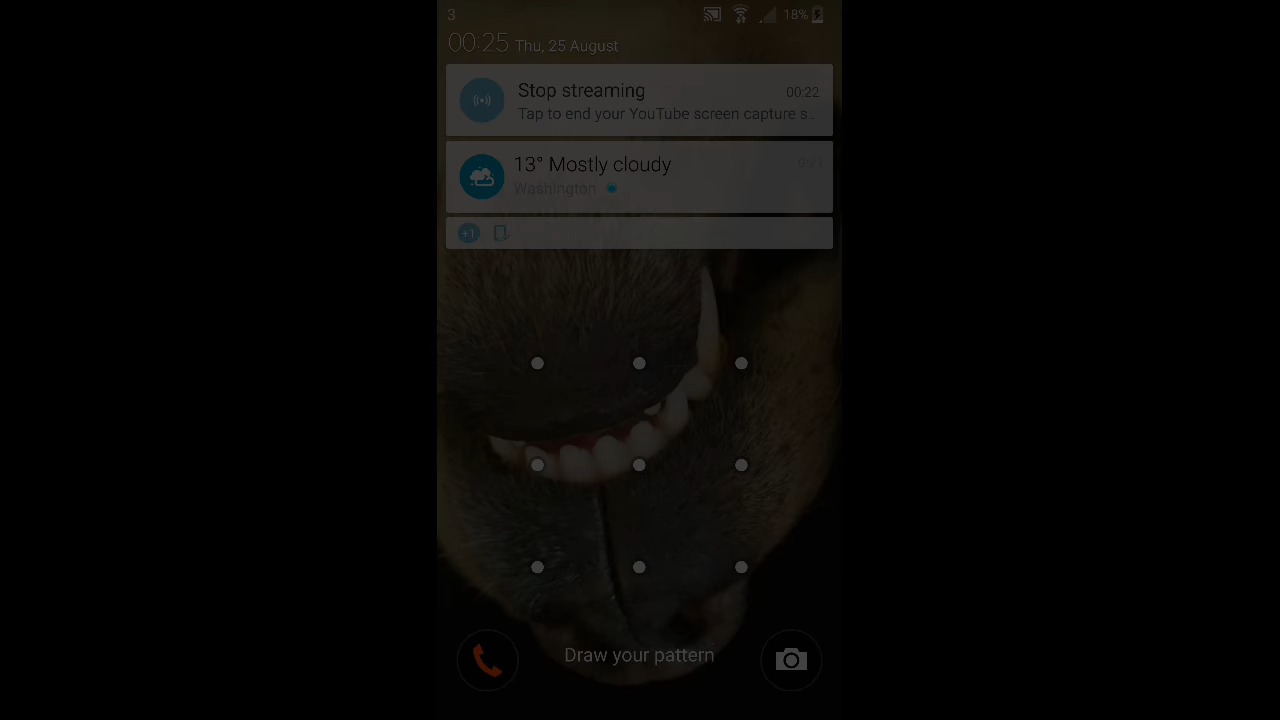 3
18%
00:25 Thu, 25 August
Stop streaming 00:22
Tap to end your YouTube screen capture s..
13° Mostly cloudy
Washington
+1
Draw your pattern